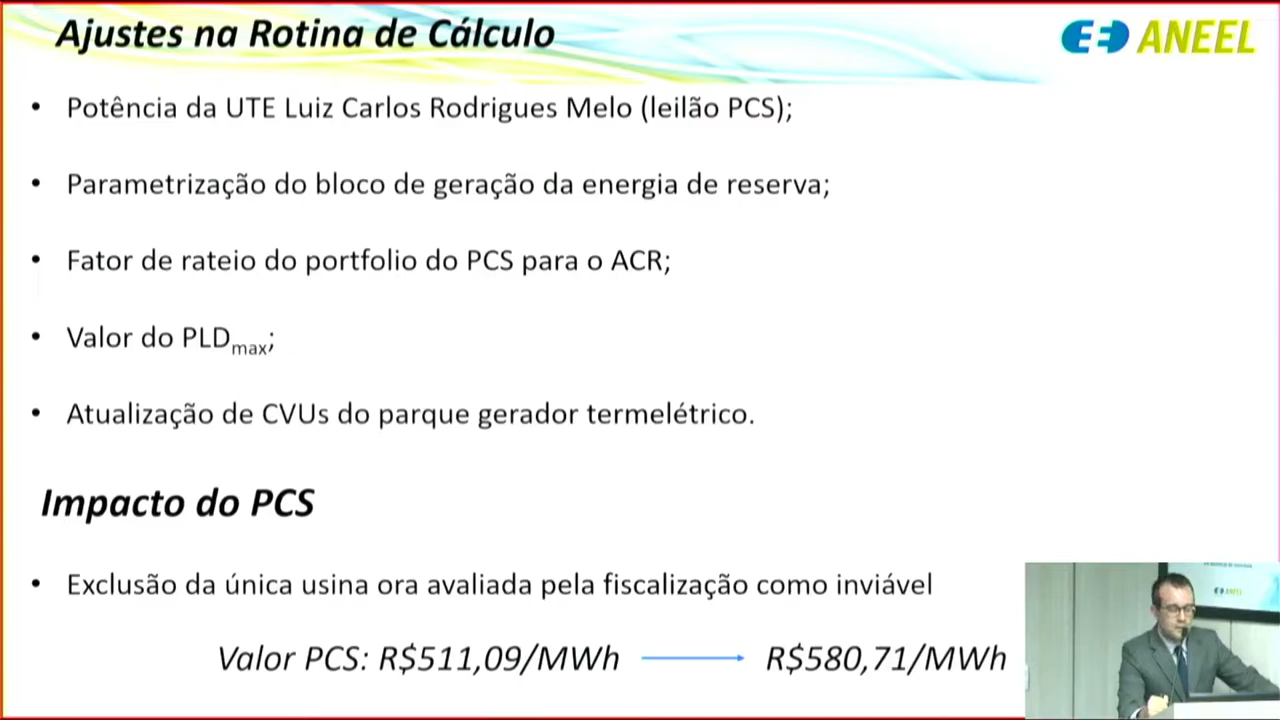 Ajustes na Rotina de Cálculo
ANEEL
• Potência da UTE Luiz Carlos Rodrigues Melo (leilão PCS);
• Parametrização do bloco de geração da energia de reserva;
• Fator de rateio do portfolio do PCS para o ACR;
• Valor do PLDmax;
• Atualização de CVUs do parque gerador termelétrico.
Impacto do PCS
• Exclusão da única usina ora avaliada pela fiscalização como inviável
Valor PCS: R$511,09/MWh R$580,71/MWh
ANEEL